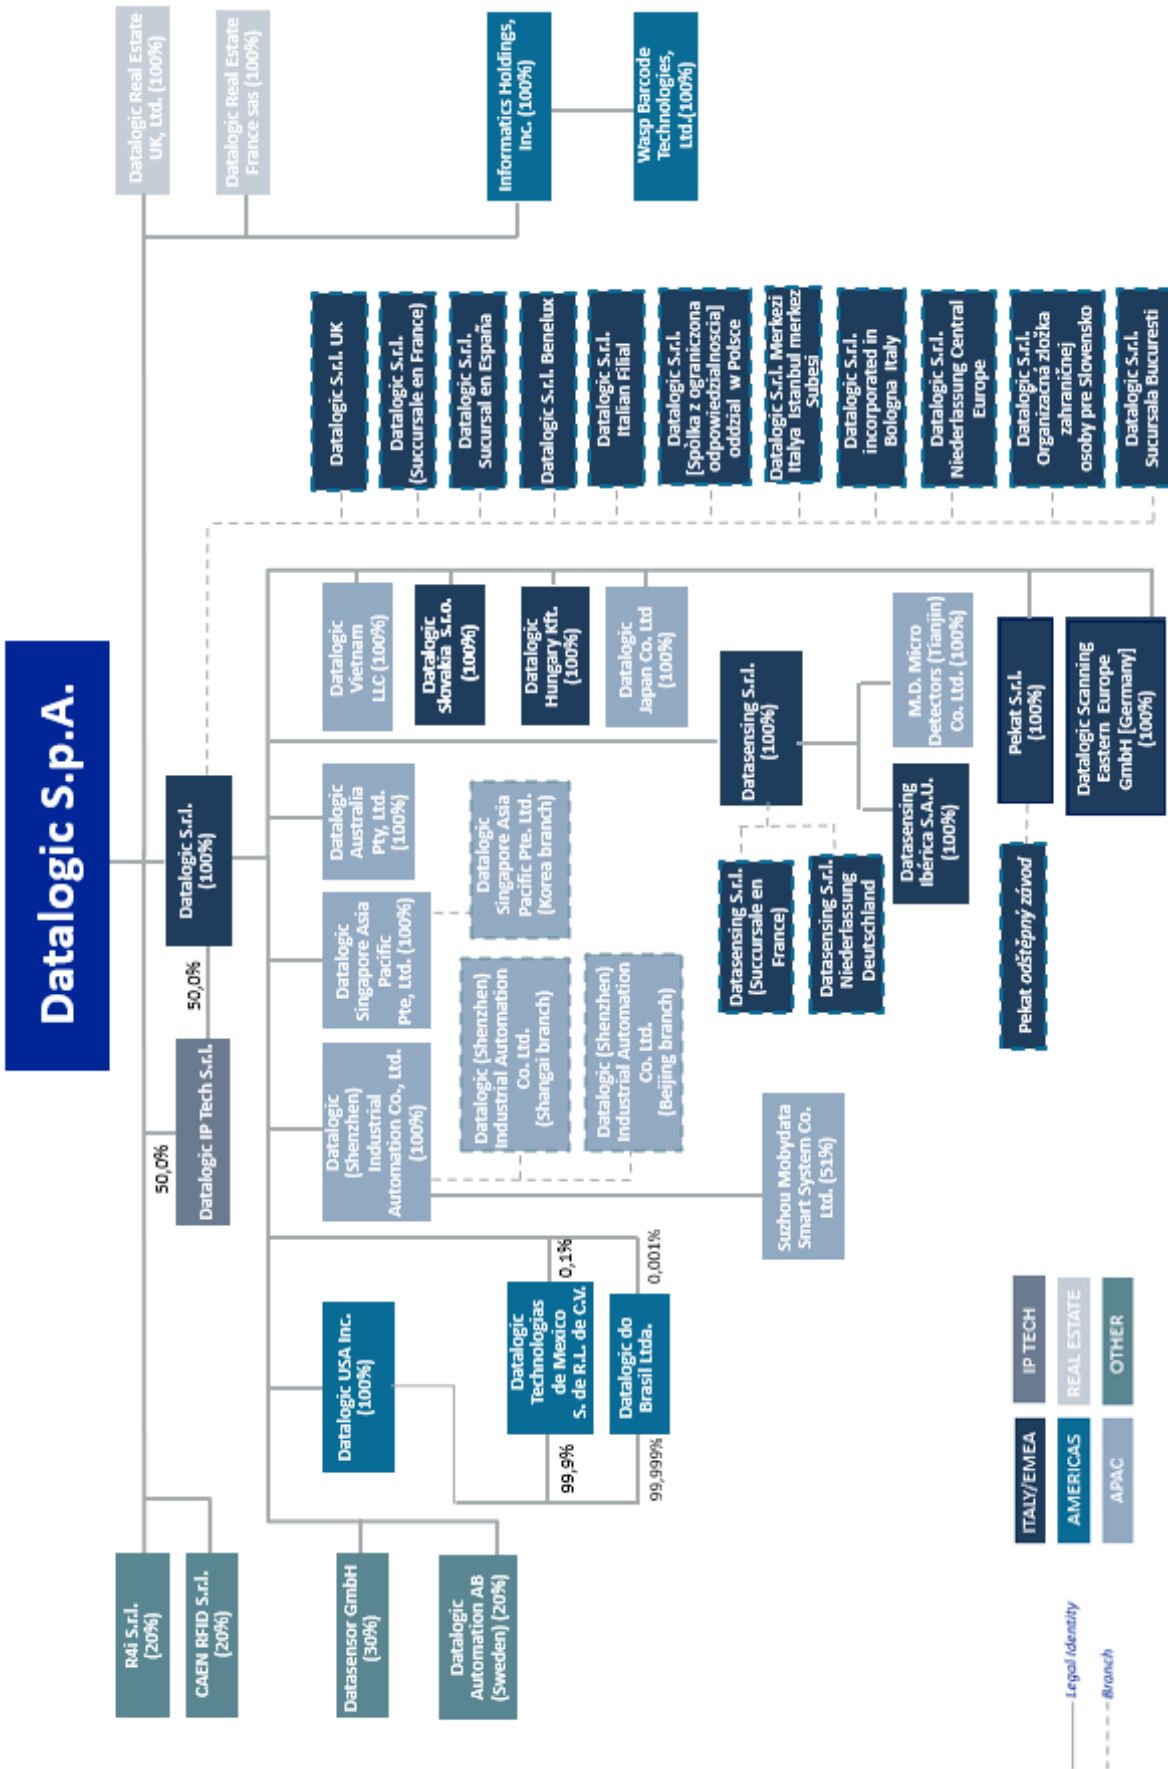 Datalogic S.p.A.
R4i S.r.l.
(20%)
CAEN RFID S.r.l.
(20%)
50,0%
Datalogic IP Tech S.r.l.
50,0%
Datalogic S.r.l.
(100%)
Datalogic Real Estate
UK, Ltd. (100%)
Datalogic Real Estate
France sas (100%)
Informatics Holdings,
Inc. (100%)
Wasp Barcode
Technologies,
Ltd.(100%)
Datasensor GmbH
(30%)
Datalogic
Automation AB
(Sweden) (20%)
Datalogic USA Inc.
(100%)
99,9%
Datalogic
Technologias
de Mexico
S. de R.L. de C.V.
0,1%
99,999%
Datalogic do
Brasil Ltda.
0,001%
Datalogic
(Shenzhen)
Industrial
Automation Co., Ltd.
(100%)
Datalogic (Shenzhen)
Industrial Automation
Co. Ltd.
(Shangai branch)
Datalogic (Shenzhen)
Industrial Automation
Co. Ltd.
(Beijing branch)
Suzhou Mobydata
Smart System Co.
Ltd. (51%)
Datalogic
Singapore Asia
Pacific
Pte, Ltd. (100%)
Datalogic
Singapore Asia
Pacific Pte. Ltd.
(Korea branch)
Datalogic
Australia
Pty, Ltd.
(100%)
Datasensing S.r.l.
(100%)
Datasensing S.r.l.
(Succursale en
France)
Datasensing S.r.l.
Niederlassung
Deutschland
Datasensing
Ibérica S.A.U.
(100%)
M.D. Micro
Detectors (Tianjin)
Co. Ltd. (100%)
Datalogic
Vietnam
LLC (100%)
Datalogic
Slovakia s.r.o.
(100%)
Datalogic
Hungary Kft.
(100%)
Datalogic
Japan Co. Ltd
(100%)
Pekat S.r.l.
(100%)
Pekat odštěpný závod
Datalogic Scanning
Eastern Europe
GmbH [Germany]
(100%)
Datalogic S.r.l. UK
Datalogic S.r.l.
(Succursale en France)
Datalogic S.r.l.
Sucursal en España
Datalogic S.r.l. Benelux
Datalogic S.r.l.
Italian Filial
Datalogic S.r.l.
[Spolka z ograniczona
odpowiedzialnoscia]
oddzial w Polsce
Datalogic S.r.l. Merkezi
Italya Istanbul merkez
Subesi
Datalogic S.r.l.
incorporated in
Bologna Italy
Datalogic S.r.l.
Niederlassung Central
Europe
Datalogic S.r.l.
Organizačná zložka
zahraničnej
osoby pre Slovensko
Datalogic S.r.l.
Sucursala Bucuresti
Legal Identity
Branch
ITALY/EMEA
IP TECH
AMERICAS
REAL ESTATE
APAC
OTHER